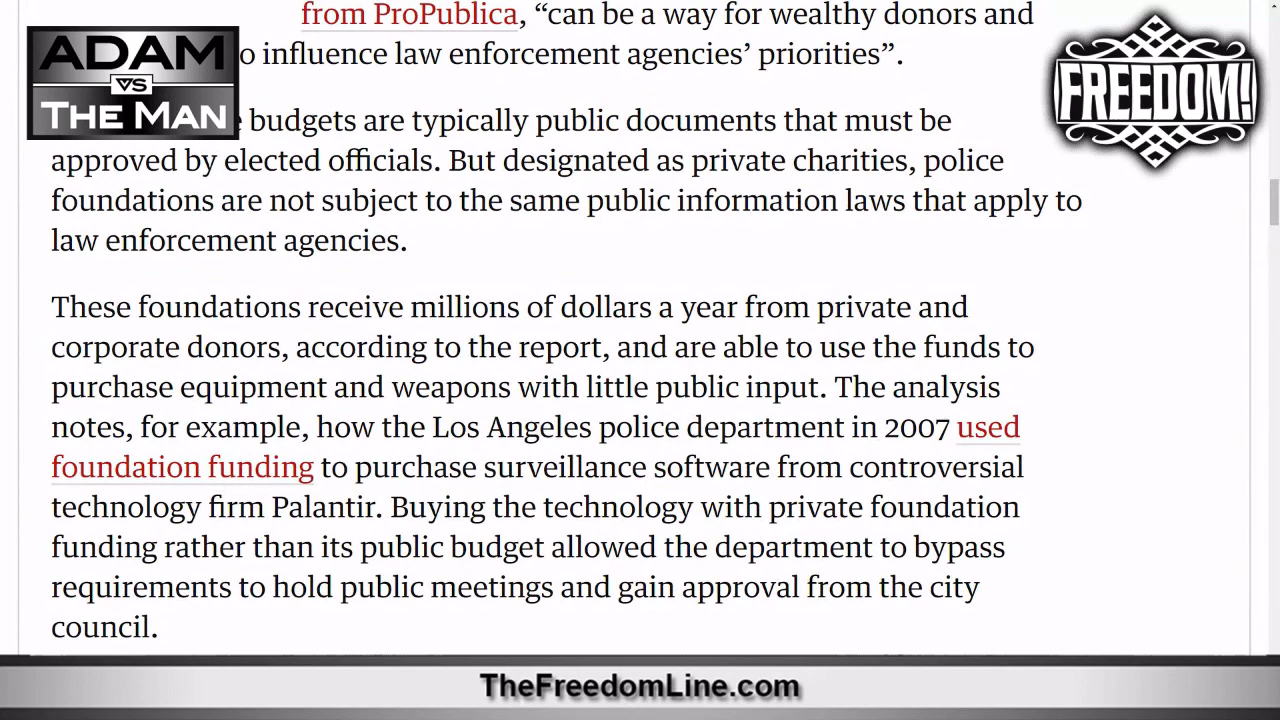 from ProPublica, “can be a way for wealthy donors and
ADAM
VS
THE MAN
FREEDOM!
o influence law enforcement agencies’ priorities”.
budgets are typically public documents that must be
approved by elected officials. But designated as private charities, police
foundations are not subject to the same public information laws that apply to
law enforcement agencies.
These foundations receive millions of dollars a year from private and
corporate donors, according to the report, and are able to use the funds to
purchase equipment and weapons with little public input. The analysis
notes, for example, how the Los Angeles police department in 2007 used
foundation funding to purchase surveillance software from controversial
technology firm Palantir. Buying the technology with private foundation
funding rather than its public budget allowed the department to bypass
requirements to hold public meetings and gain approval from the city
council.
TheFreedomLine.com